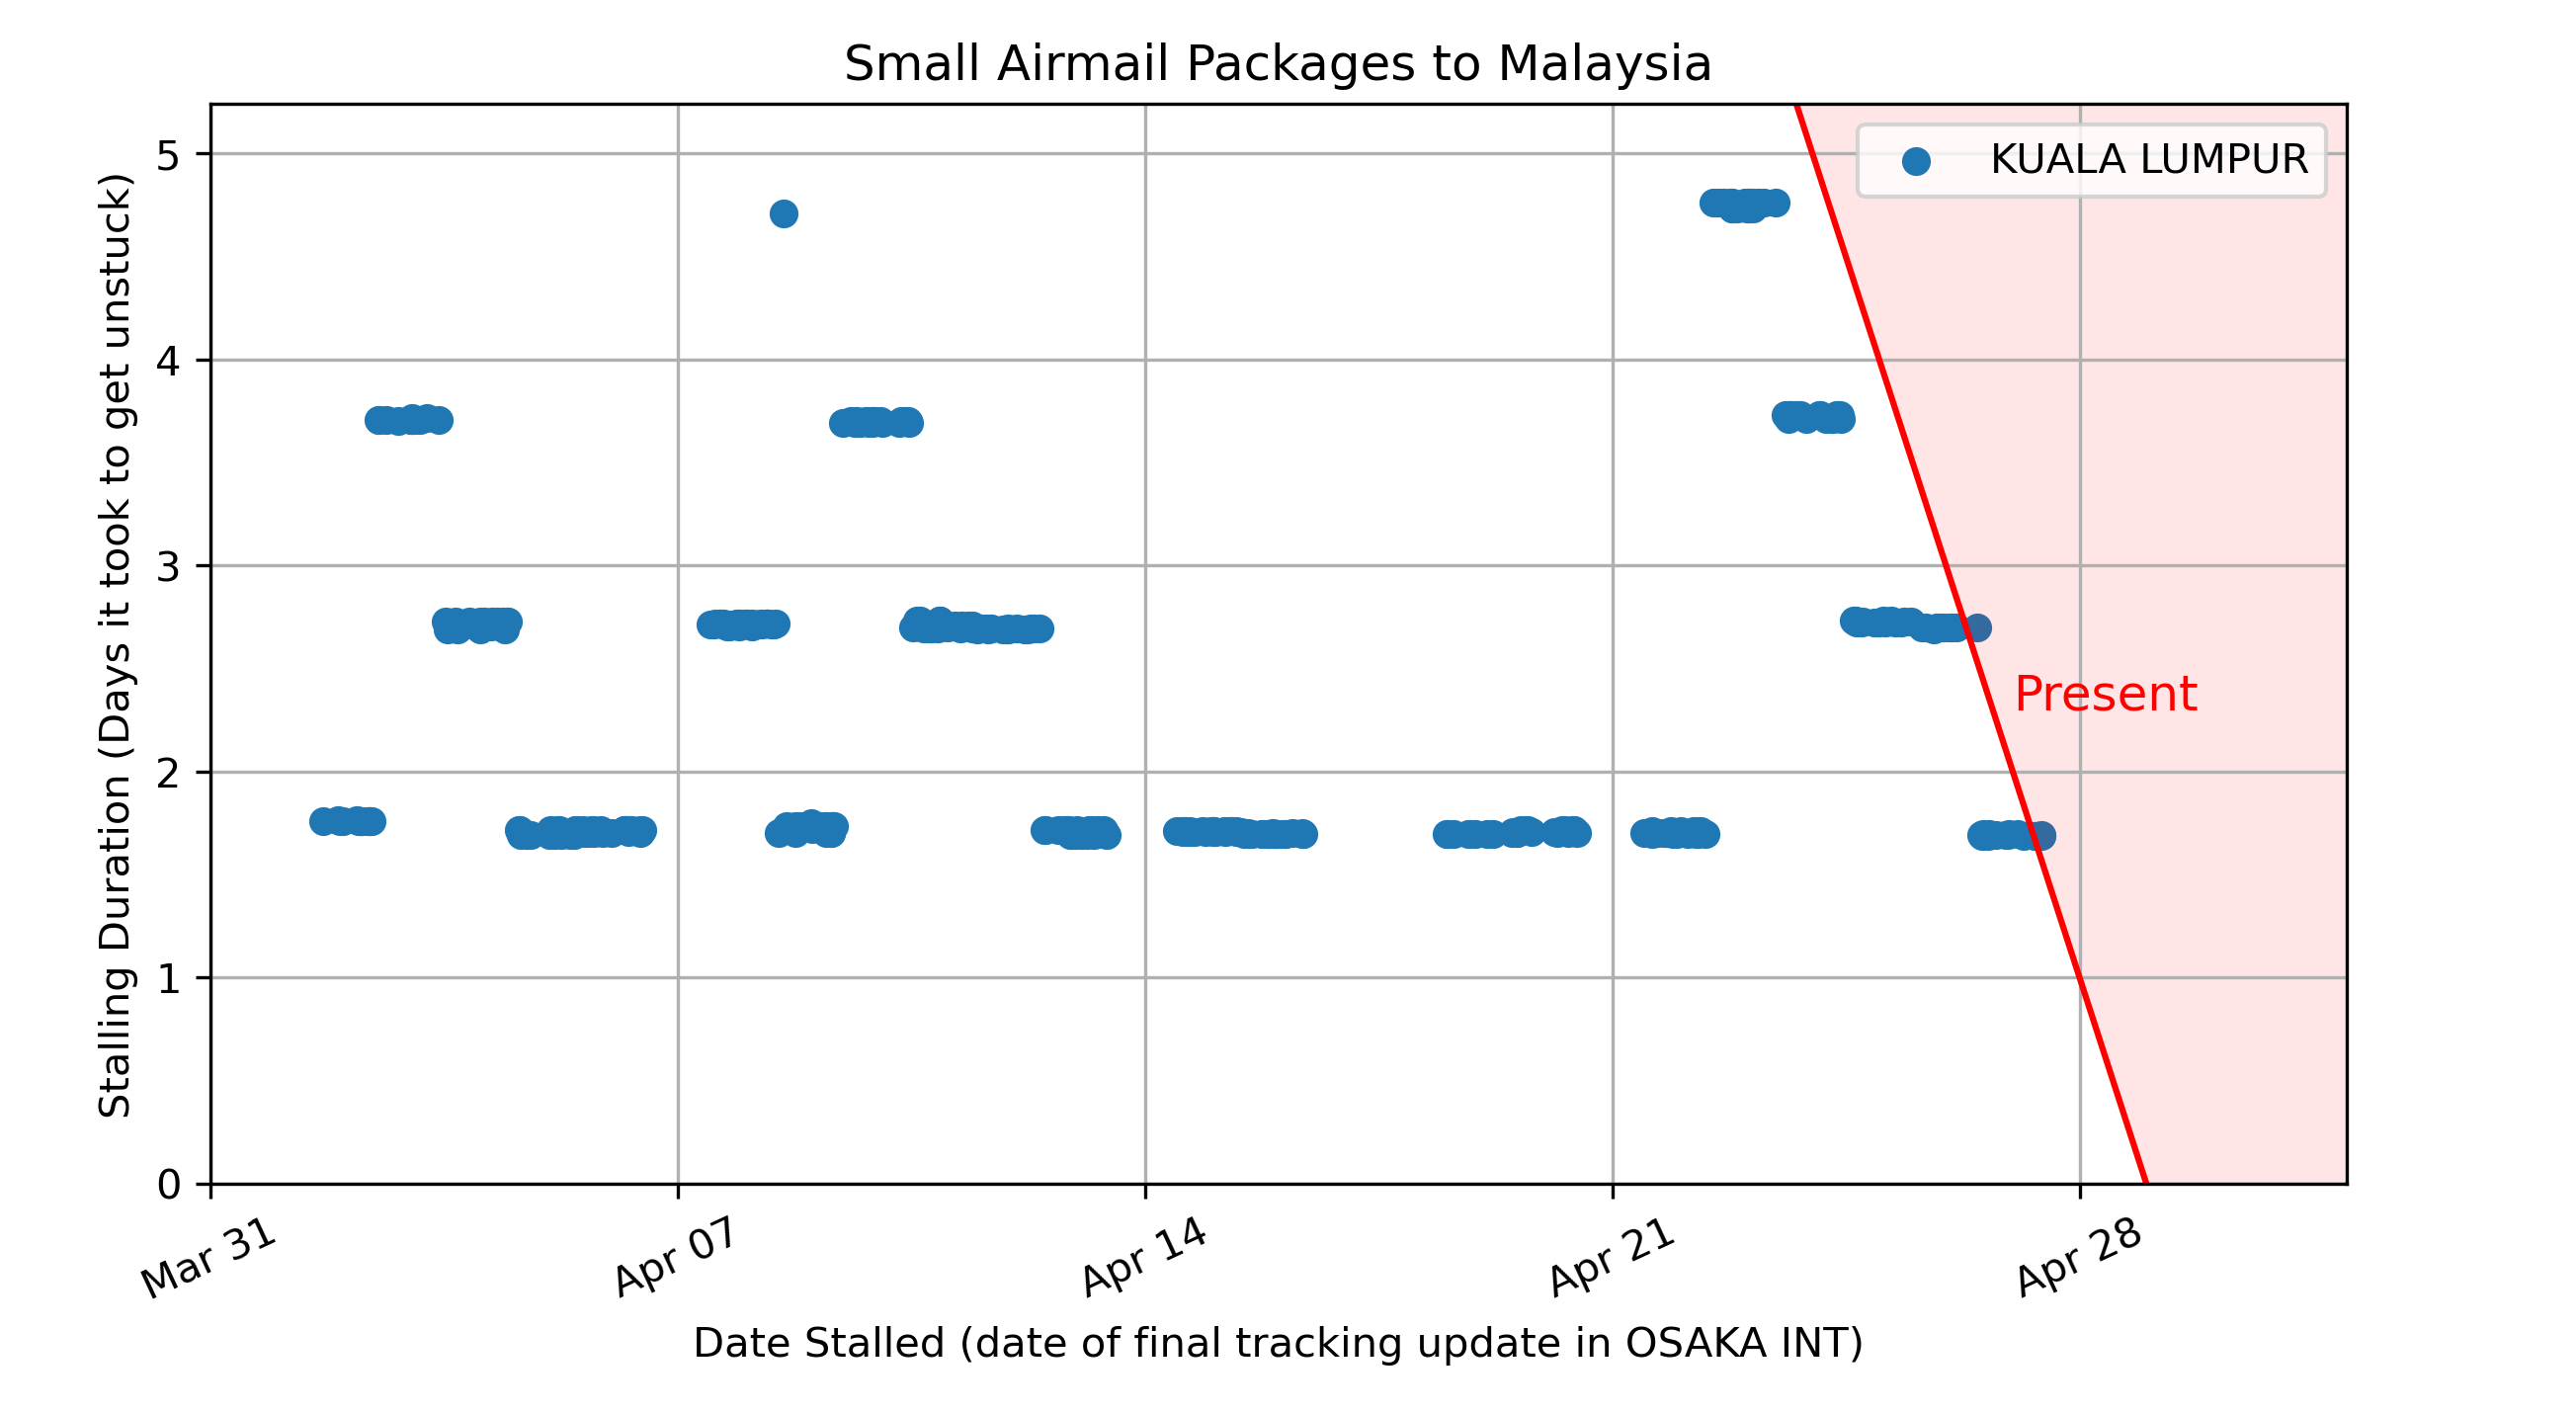 Small Airmail Packages to Malaysia
KUALA LUMPUR
Present
Stalling Duration (Days it took to get unstuck)
5
4
3
2
1
0
Mar 31
Apr 07
Apr 14
Apr 21
Apr 28
Date Stalled (date of final tracking update in OSAKA INT)